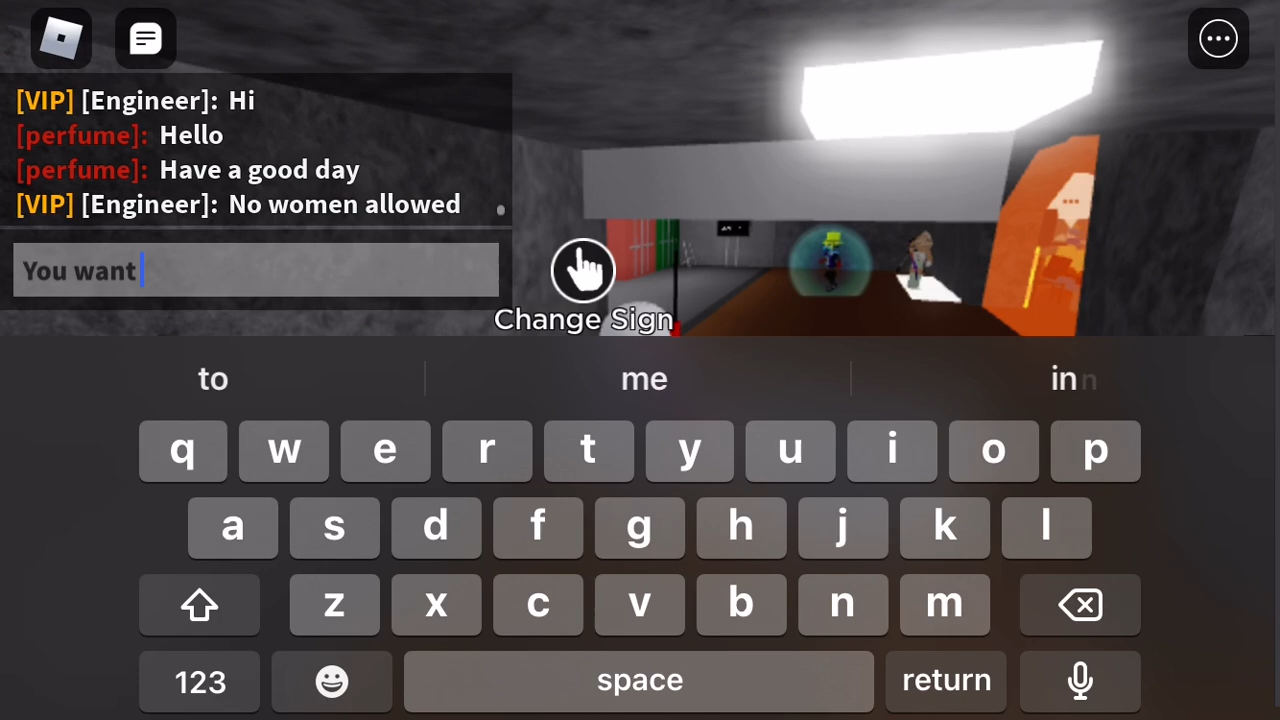 [VIP] [Engineer]: Hi
[perfume]: Hello
[perfume]: Have a good day
[VIP] [Engineer]: No women allowed
You want
Change Sign
to me in
q w e r t y u i o p
a s d f g h j k l
z x c v b n m
123 space return